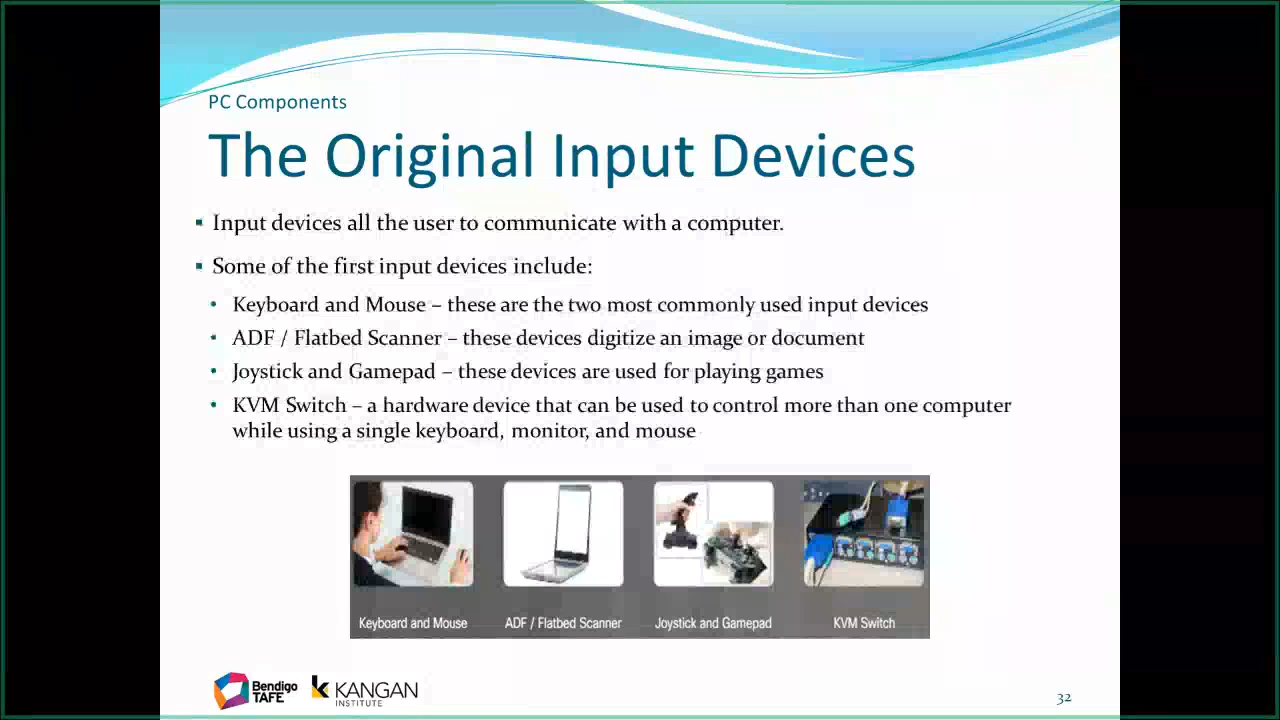 PC Components
The Original Input Devices
▪ Input devices all the user to communicate with a computer.
▪ Some of the first input devices include:
• Keyboard and Mouse – these are the two most commonly used input devices
• ADF / Flatbed Scanner – these devices digitize an image or document
• Joystick and Gamepad – these devices are used for playing games
• KVM Switch – a hardware device that can be used to control more than one computer
while using a single keyboard, monitor, and mouse
Keyboard and Mouse
ADF / Flatbed Scanner
Joystick and Gamepad
KVM Switch
Bendigo
TAFE
KANGAN
INSTITUTE
32